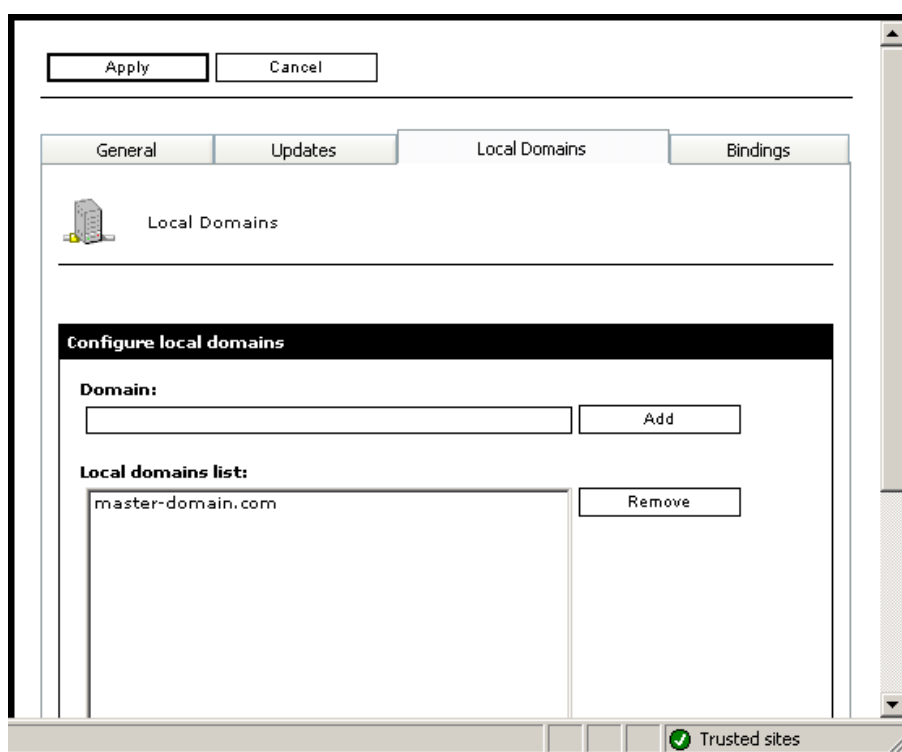 Apply Cancel
General Updates Local Domains Bindings
Local Domains
Configure local domains
Domain:
Add
Local domains list:
master-domain.com
Remove
Trusted sites